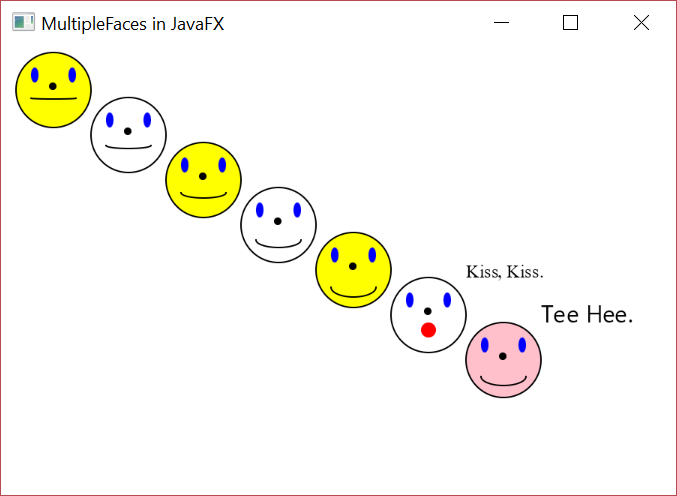 MultipleFaces in JavaFX
Kiss, Kiss.
Tee Hee.